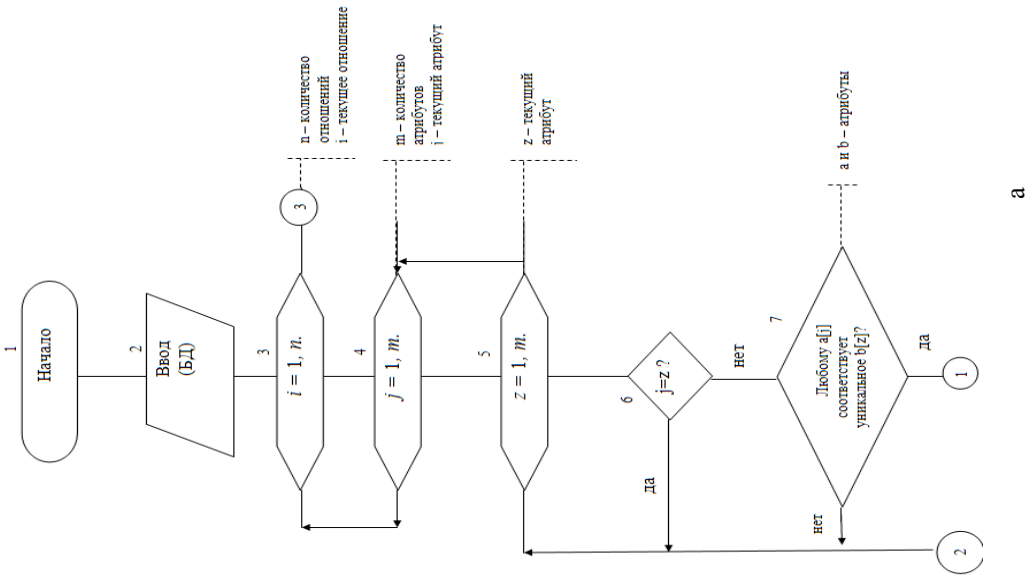 1
Начало
2
Ввод
(БД)
3
i = 1, n.
3
n – количество
отношений
i – текущее отношение
4
j = 1, m.
m – количество
атрибутов
j – текущий атрибут
5
z = 1, m.
z – текущий
атрибут
6
j=z ?
да
нет
7
Любому a[j]
соответствует
уникальное b[z]?
a и b – атрибуты
нет
да
2
1
а